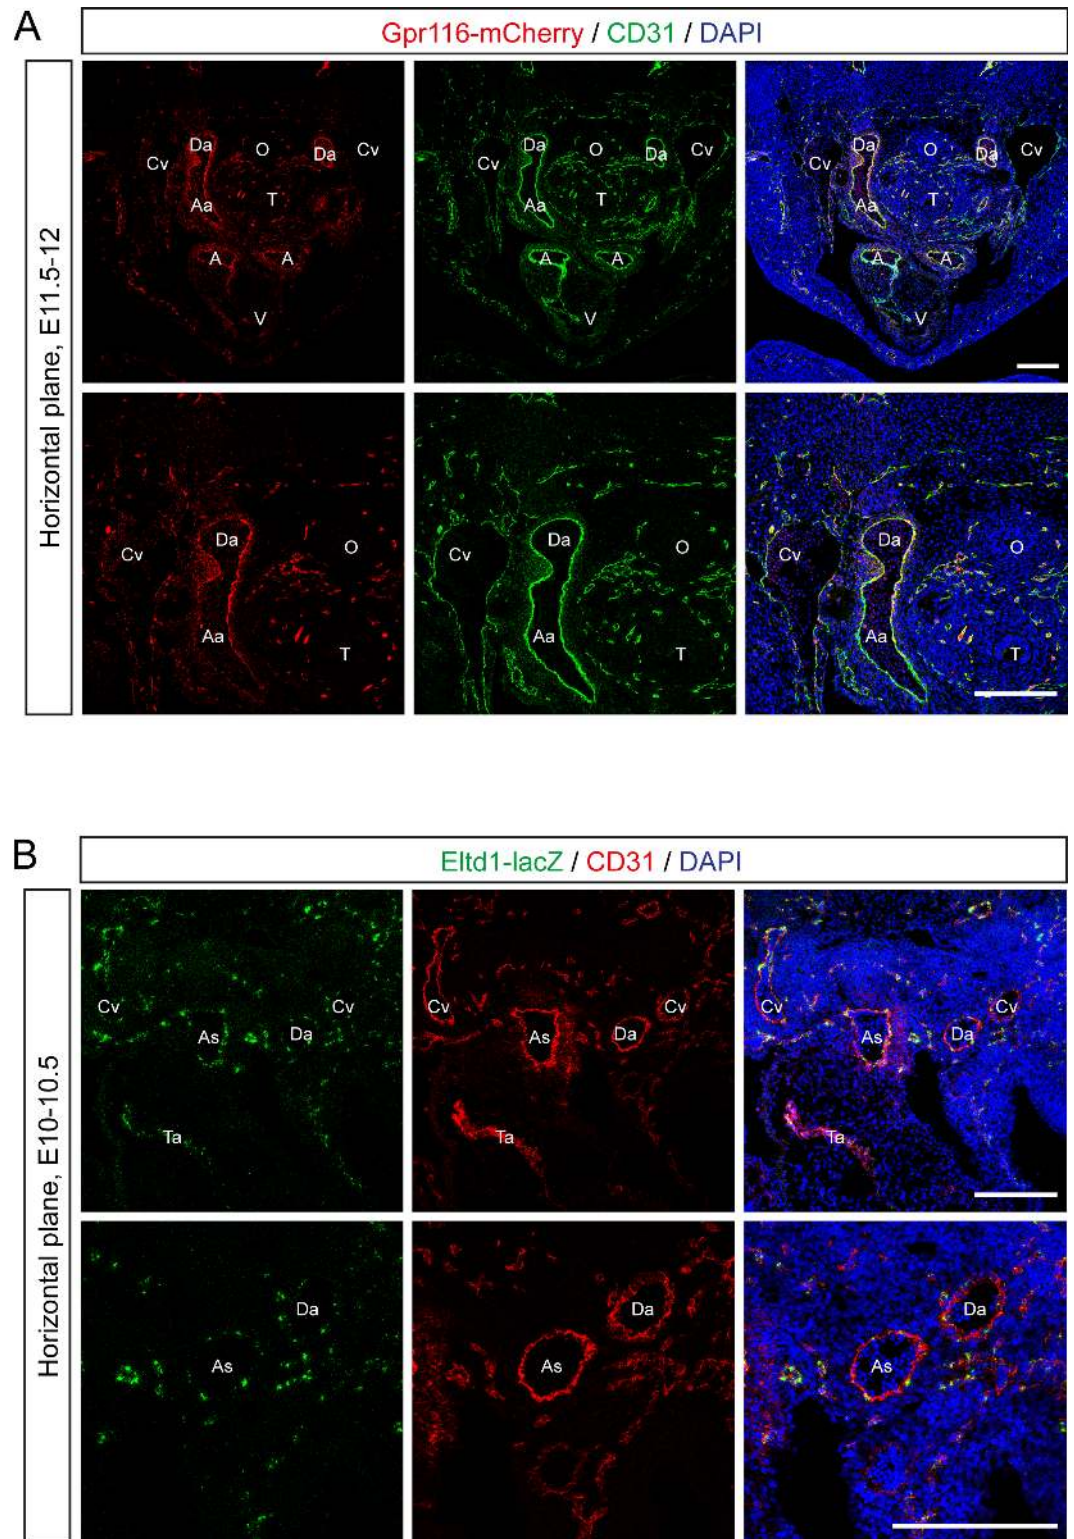 A
Gpr116-mCherry / CD31 / DAPI
Horizontal plane, E11.5-12
Da O Da Cv
Cv
T
Aa
A A
V
Da O Da Cv
Cv
T
Aa
A A
V
Da O Da Cv
Cv
T
Aa
A A
V
Da O
Cv
Aa
T
Da O
Cv
Aa
T
Da O
Cv
Aa
T
B
Eltd1-lacZ / CD31 / DAPI
Horizontal plane, E10-10.5
Cv Cv
As Da
Ta
Cv Cv
As Da
Ta
Cv Cv
As Da
Ta
Da
As
Da
As
Da
As